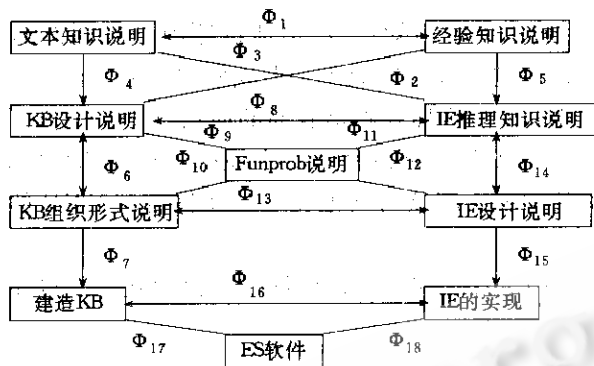 Φ1
文本知识说明
经验知识说明
Φ3
Φ4
Φ2
Φ5
Φ8
KB设计说明
IE推理知识说明
Φ9
Φ11
Φ10
Funprob说明
Φ12
Φ6
Φ14
Φ13
KB组织形式说明
IE设计说明
Φ7
Φ15
Φ16
建造KB
IE的实现
Φ17
ES软件
Φ18